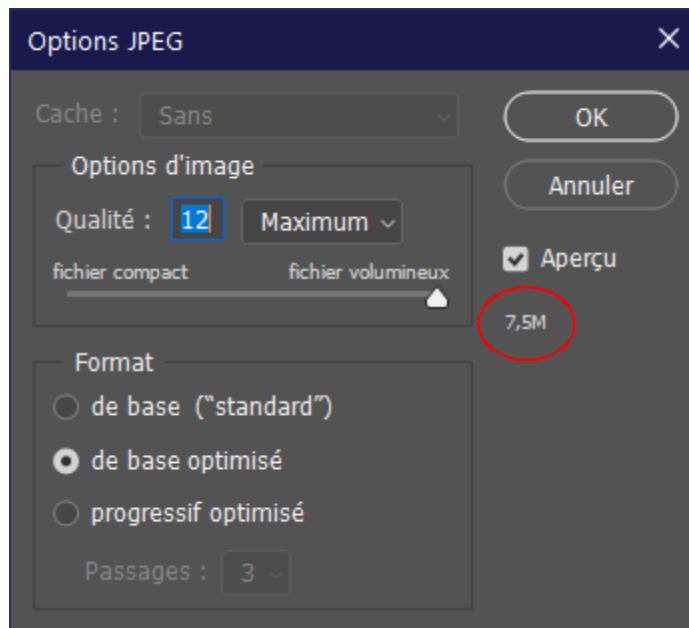 Options JPEG
Cache : Sans
OK
Options d'image
Annuler
Qualité : 12 Maximum
Aperçu
fichier compact fichier volumineux
7,5M
Format
de base ("standard")
de base optimisé
progressif optimisé
Passages : 3